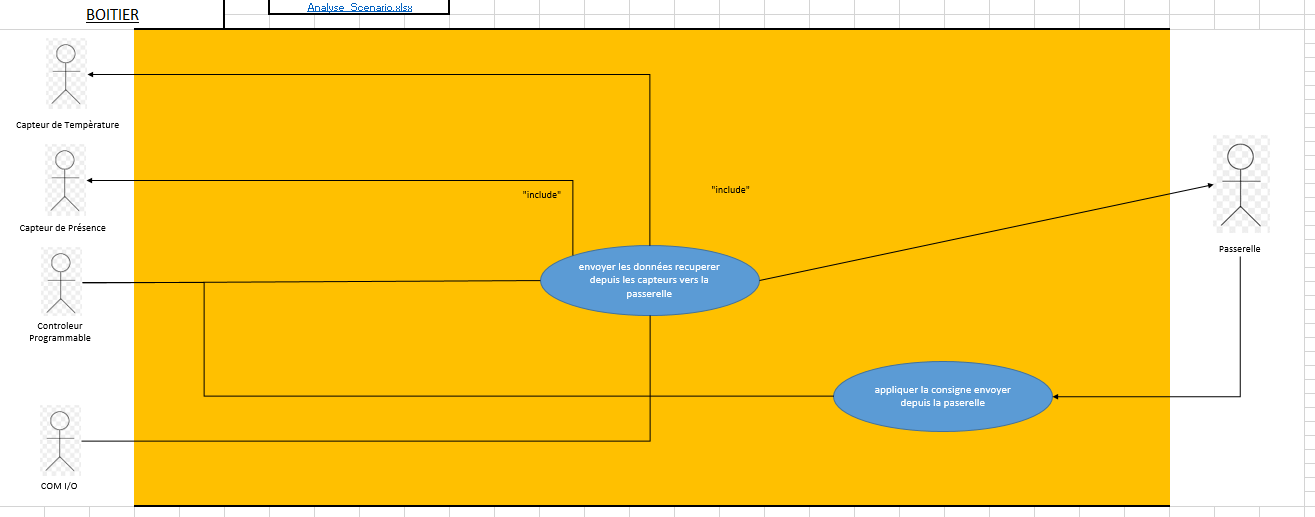 BOITIER
Analyse_Scenario.xlsx
Capteur de Tempèrature
Capteur de Présence
"include"
"include"
Passerelle
envoyer les données recuperer
depuis les capteurs vers la
passerelle
Controleur
Programmable
appliquer la consigne envoyer
depuis la paserelle
COM I/O